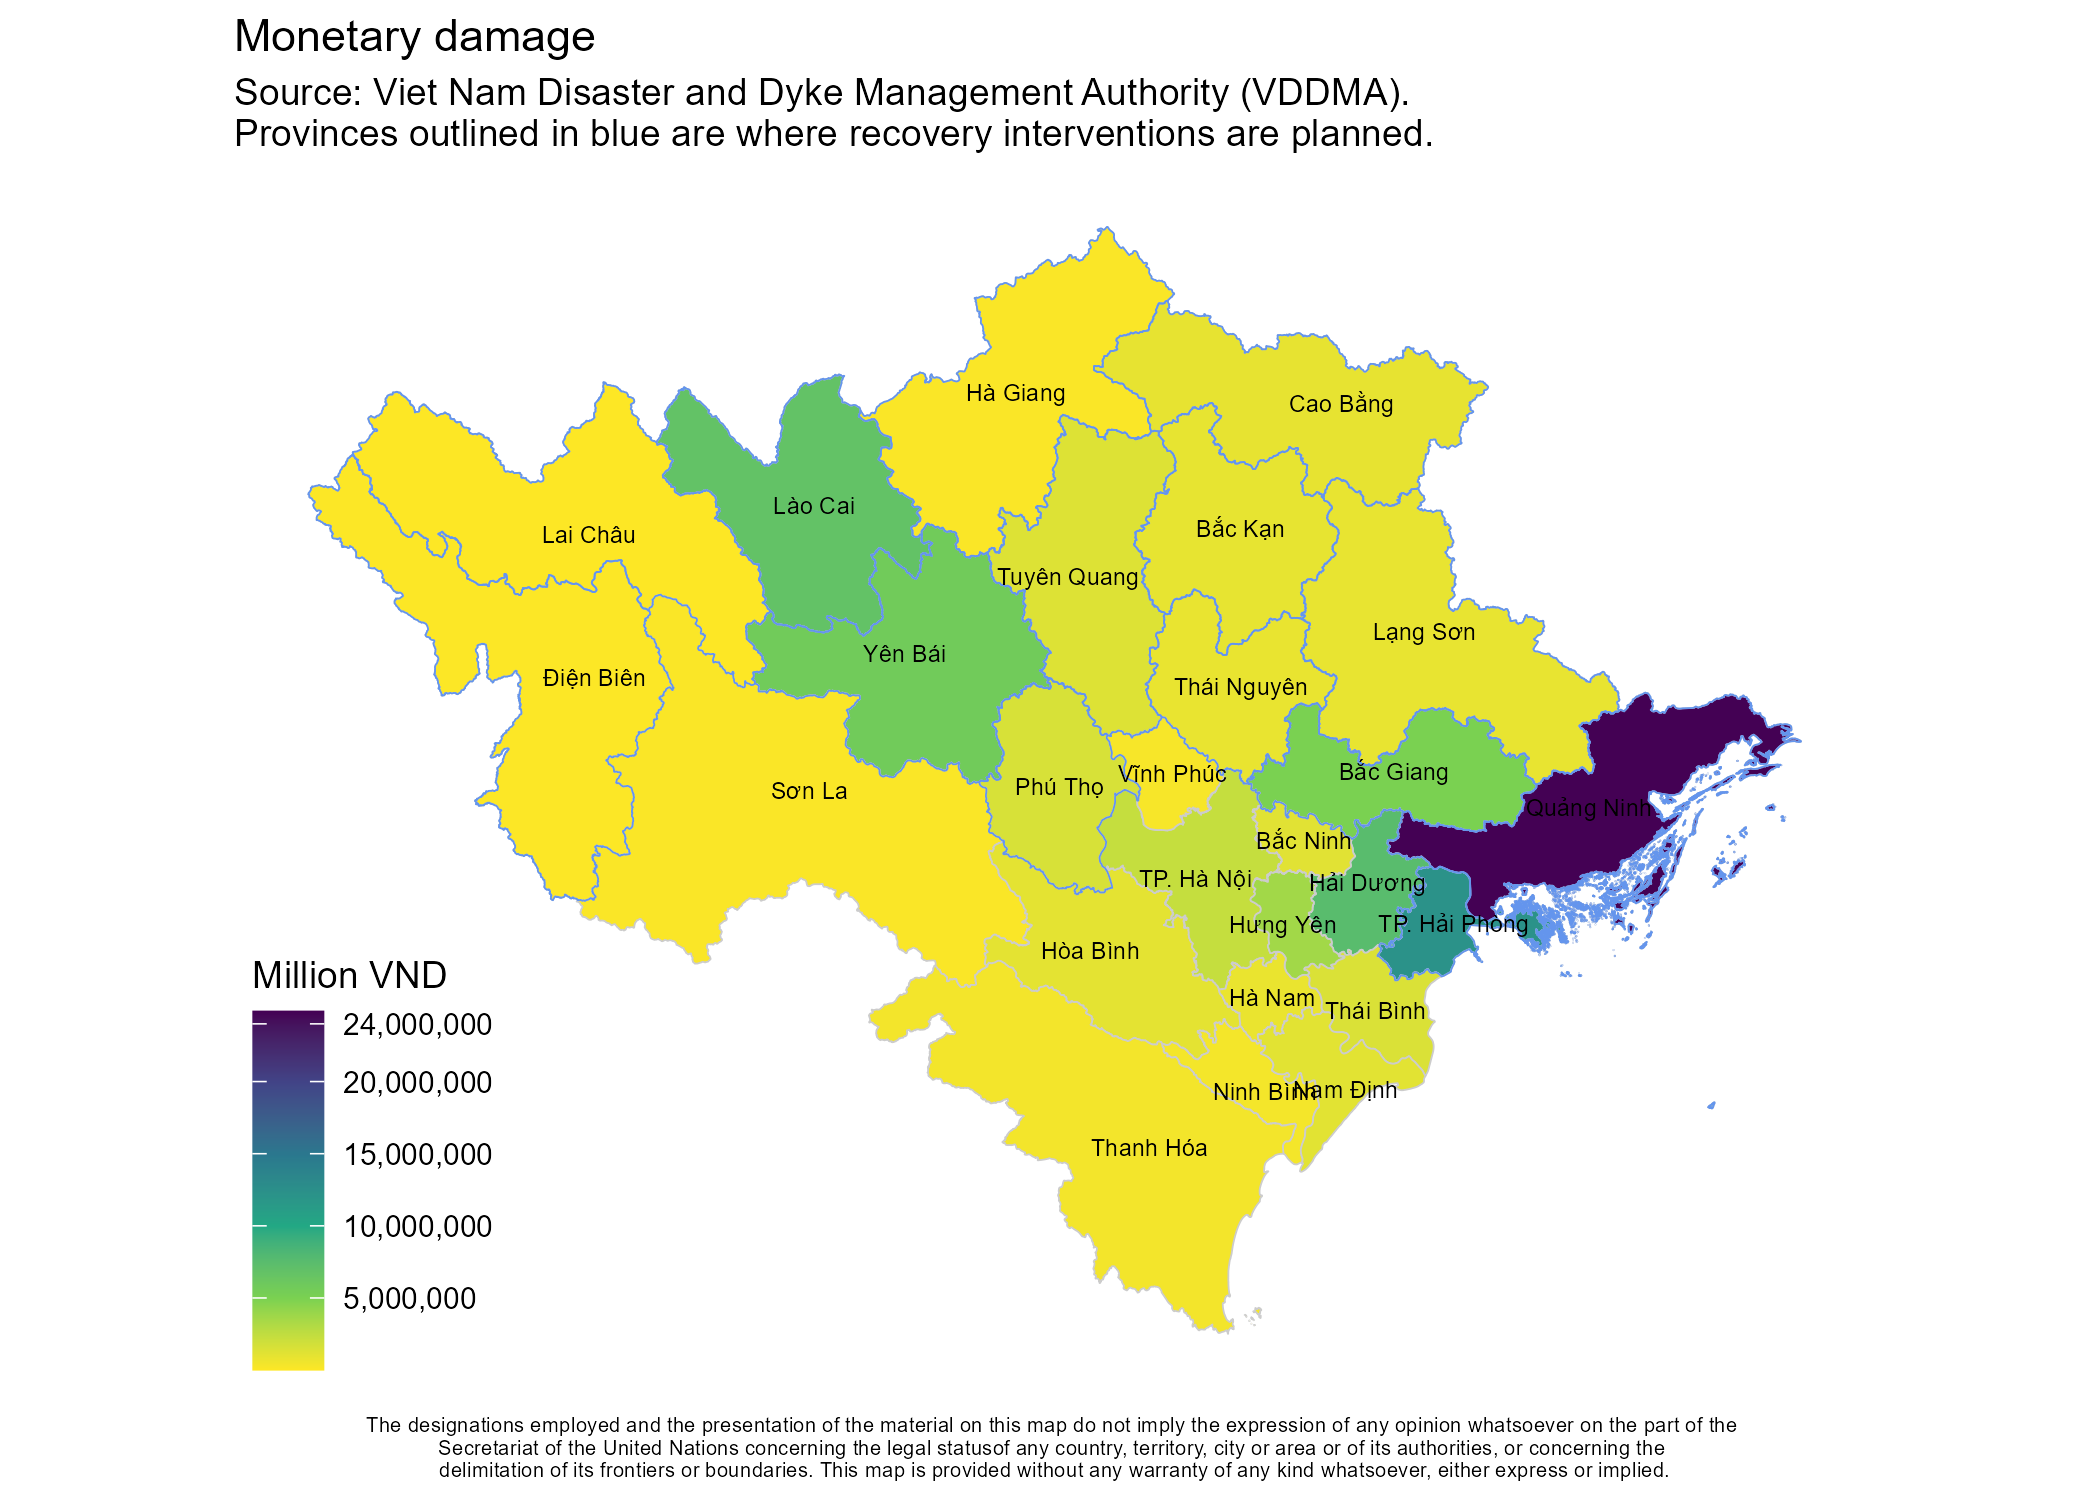 Monetary damage
Source: Viet Nam Disaster and Dyke Management Authority (VDDMA).
Provinces outlined in blue are where recovery interventions are planned.
Hà Giang
Cao Bằng
Lào Cai
Lai Châu
Bắc Kạn
Tuyên Quang
Lạng Sơn
Yên Bái
Điện Biên
Thái Nguyên
Vĩnh Phúc
Bắc Giang
Sơn La
Phú Thọ
Quảng Ninh
Bắc Ninh
TP. Hà Nội
Hải Dương
Hưng Yên
TP. Hải Phòng
Hòa Bình
Hà Nam
Thái Bình
Ninh Bình
Nam Định
Thanh Hóa
Million VND
24,000,000
20,000,000
15,000,000
10,000,000
5,000,000
The designations employed and the presentation of the material on this map do not imply the expression of any opinion whatsoever on the part of the
Secretariat of the United Nations concerning the legal statusof any country, territory, city or area or of its authorities, or concerning the
delimitation of its frontiers or boundaries. This map is provided without any warranty of any kind whatsoever, either express or implied.